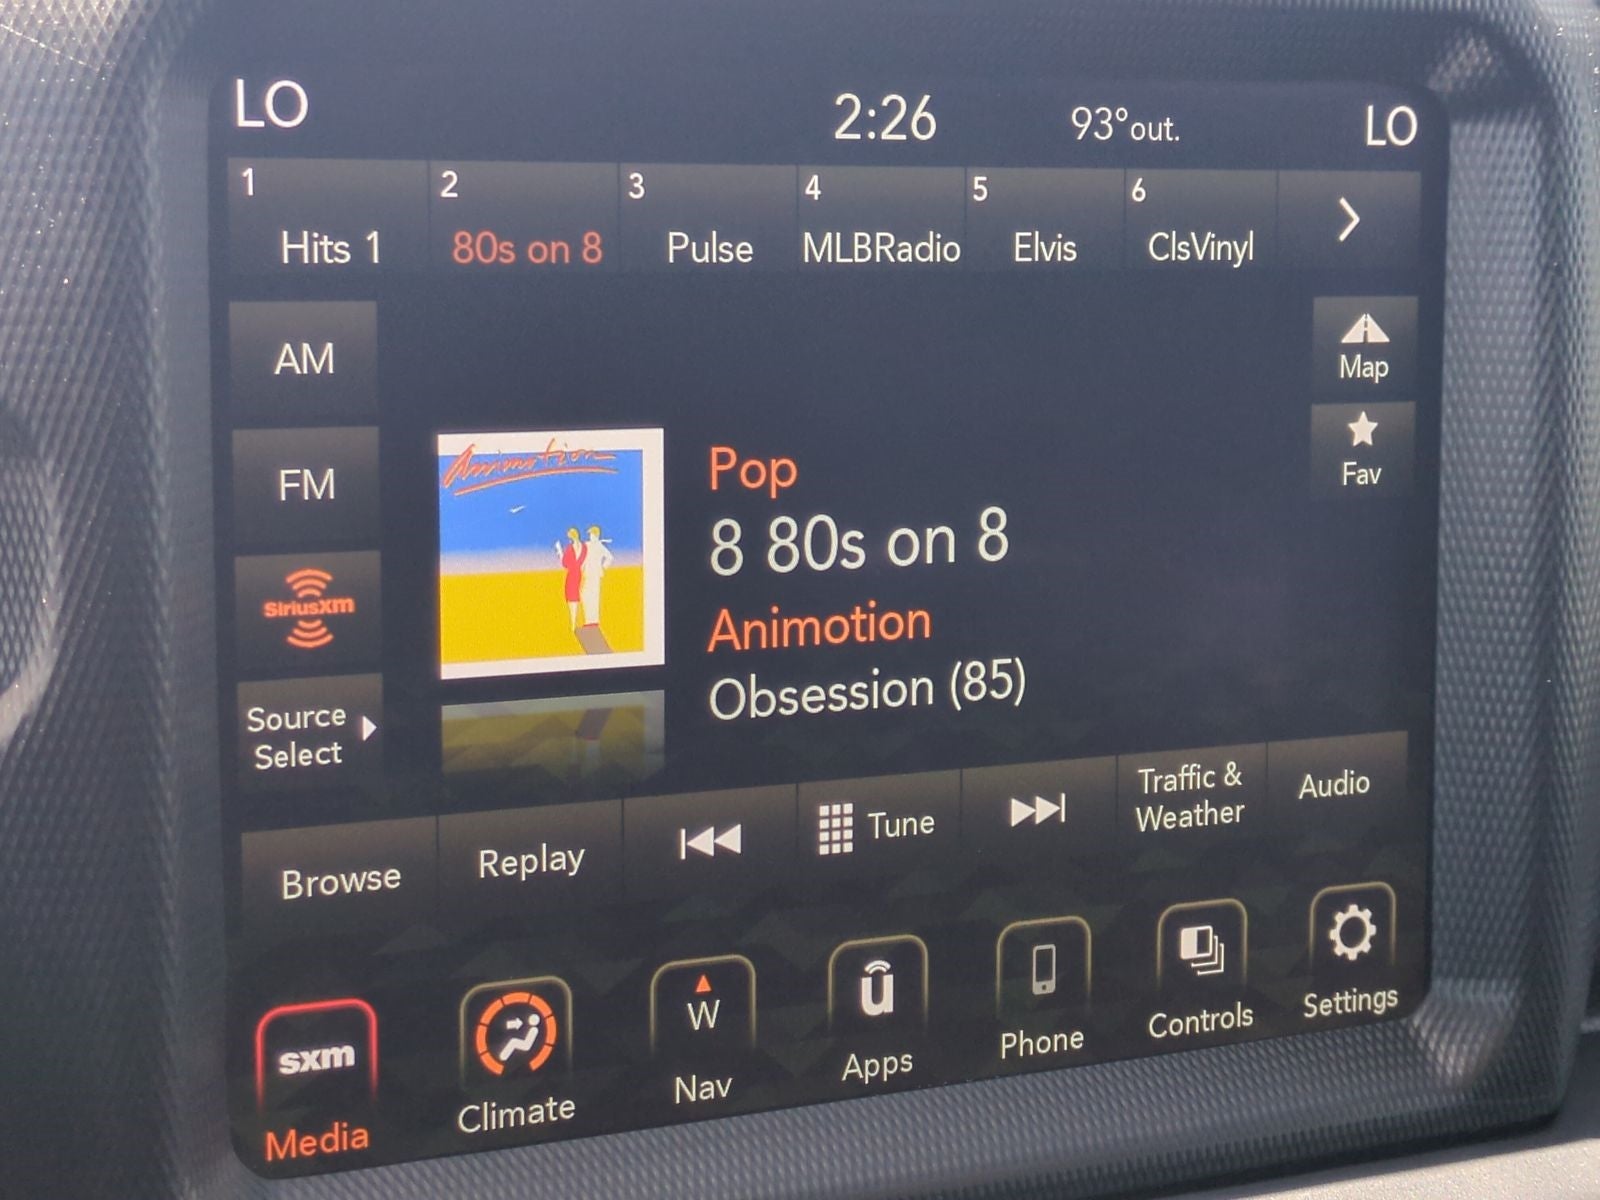 LO 2:26 93°out. LO
1 2 3 4 5 6
Hits 1 80s on 8 Pulse MLBRadio Elvis ClsVinyl
AM
FM
SiriusXM
Source
Select
Map
Fav
Animotion
Pop
8 80s on 8
Animotion
Obsession (85)
Browse
Replay
Tune
Traffic &
Weather
Audio
sxm
Media
Climate
W
Nav
u
Apps
Phone
Controls
Settings